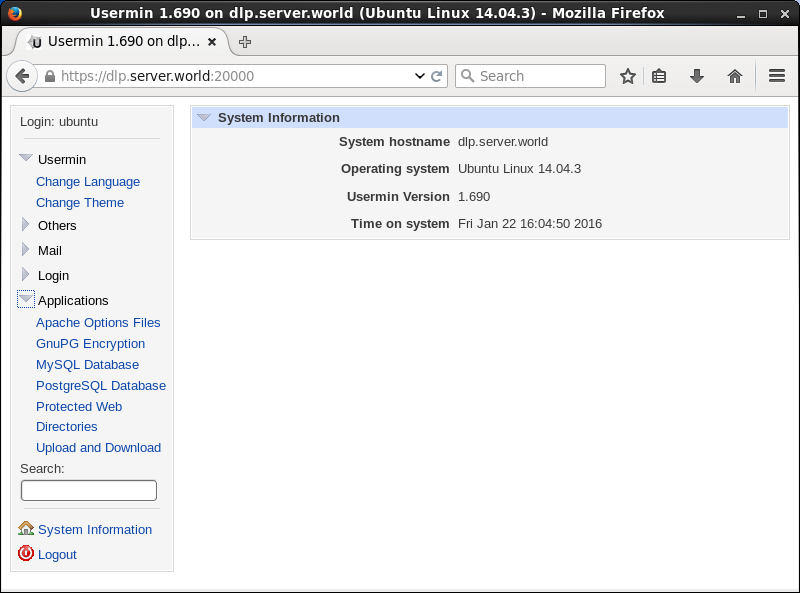 Usermin 1.690 on dlp.server.world (Ubuntu Linux 14.04.3) - Mozilla Firefox
Usermin 1.690 on dlp...
https://dlp.server.world:20000
Search
Login: ubuntu
Usermin
Change Language
Change Theme
Others
Mail
Login
Applications
Apache Options Files
GnuPG Encryption
MySQL Database
PostgreSQL Database
Protected Web
Directories
Upload and Download
Search:
System Information
Logout
System Information
System hostname dlp.server.world
Operating system Ubuntu Linux 14.04.3
Usermin Version 1.690
Time on system Fri Jan 22 16:04:50 2016